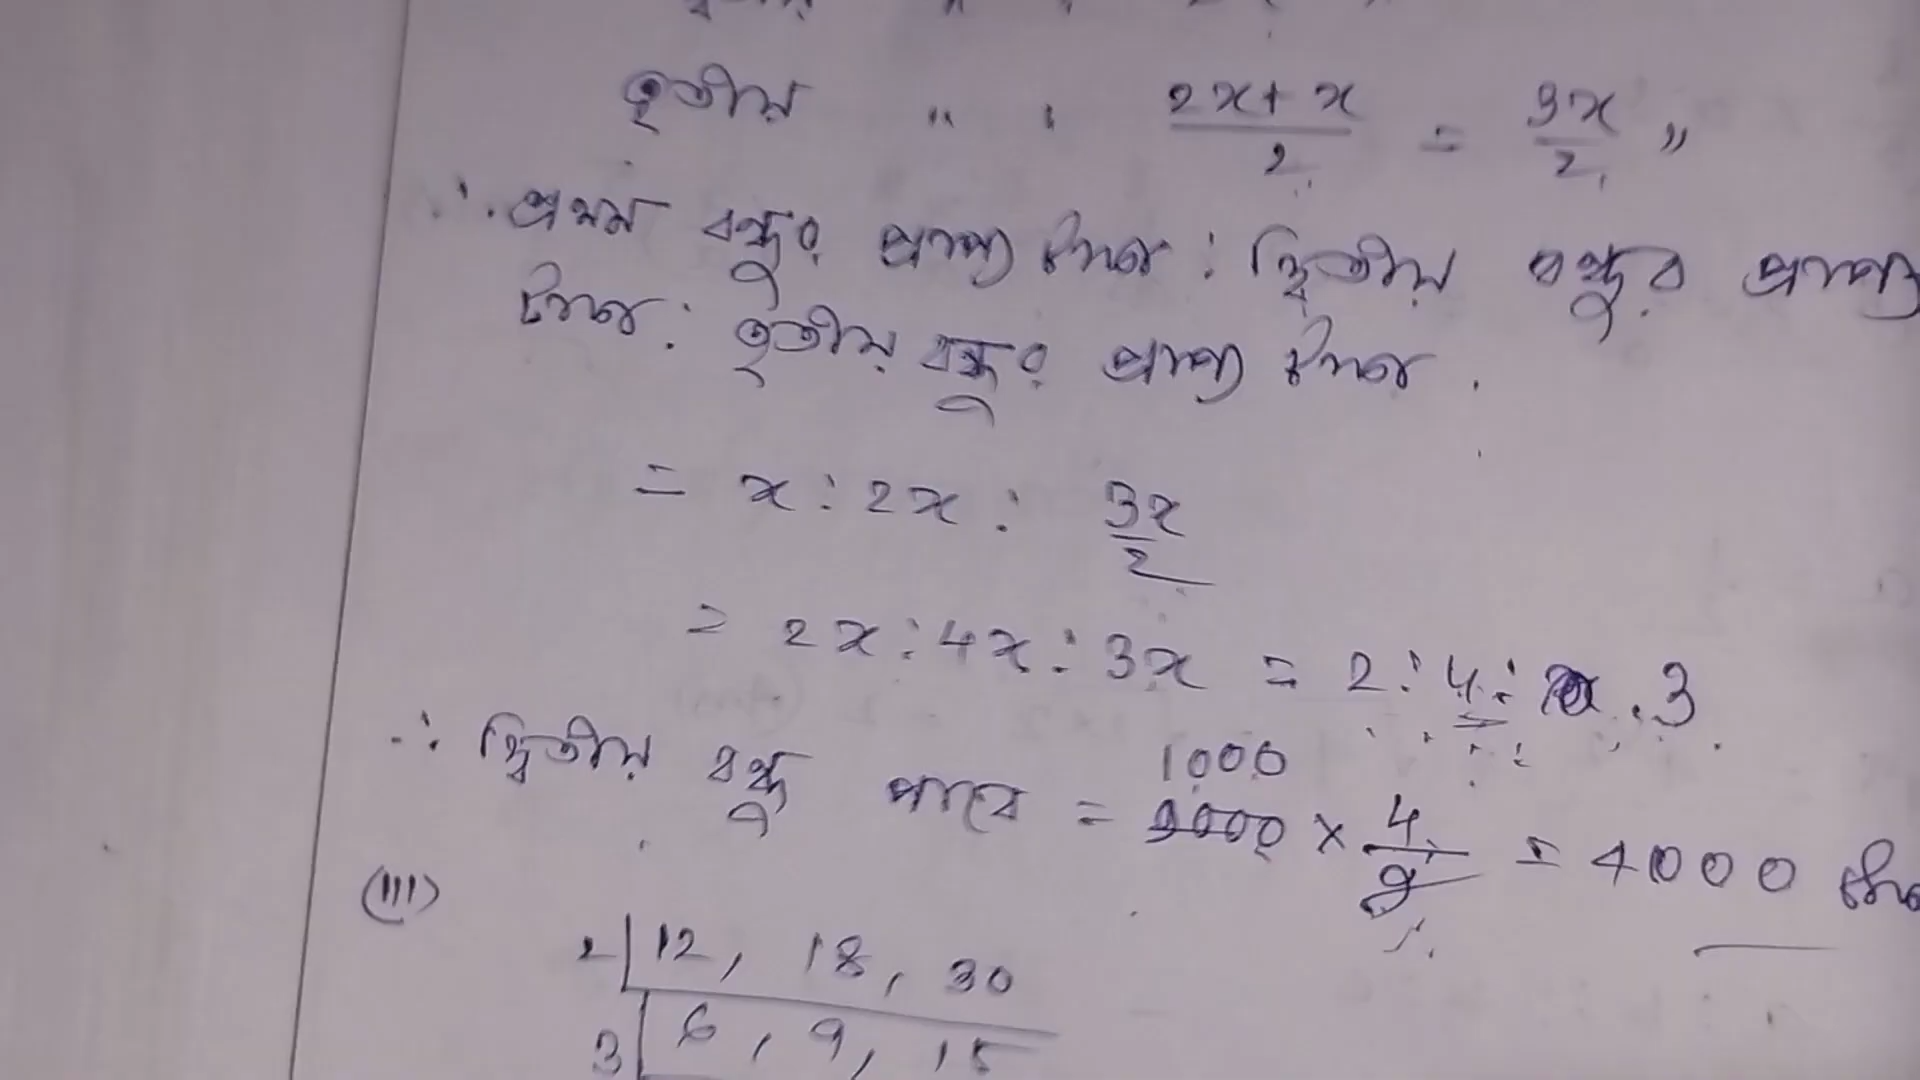 তৃতীয় " " 2x + x / 2 = 3x / 2 "
∴ প্রথম বন্ধুর প্রাপ্য টাকা : দ্বিতীয় বন্ধুর প্রাপ্য
টাকা : তৃতীয় বন্ধুর প্রাপ্য টাকা .
= x : 2x : 3x / 2
= 2x : 4x : 3x = 2 : 4 : 3
∴ দ্বিতীয় বন্ধু পাবে = 9000 × 4 / 9 = 4000
1000
(III)
2 | 12, 18, 30
3 | 6, 9, 15